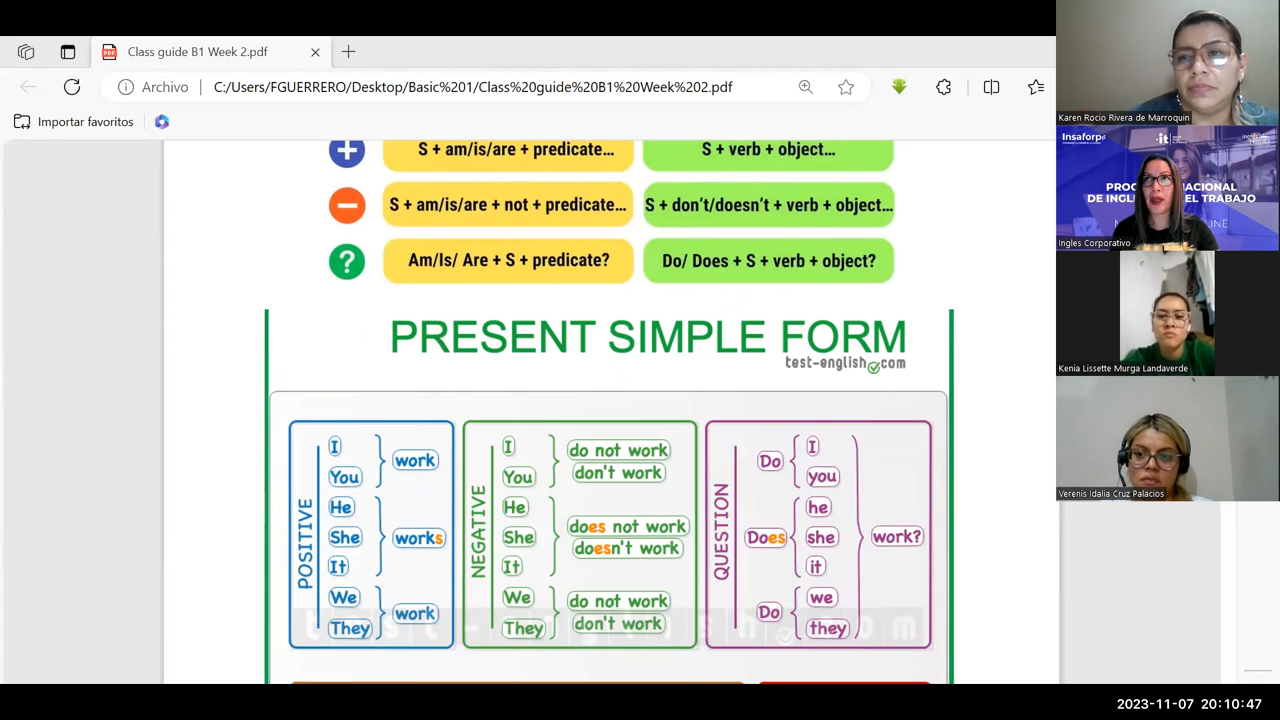 Class guide B1 Week 2.pdf
Archivo
C:/Users/FGUERRERO/Desktop/Basic%201/Class%20guide%20B1%20Week%202.pdf
Importar favoritos
S + am/is/are + predicate...
S + verb + object...
S + am/is/are + not + predicate...
S + don't/doesn't + verb + object...
?
Am/Is/ Are + S + predicate?
Do/ Does + S + verb + object?
PRESENT SIMPLE FORM
test-english.com
POSITIVE
I
You
work
He
She
It
works
We
They
work
NEGATIVE
I
You
do not work
don't work
He
She
It
does not work
doesn't work
We
They
do not work
don't work
QUESTION
Do
I
you
Does
he
she
it
Do
we
they
work?
Karen Rocio Rivera de Marroquin
Insaforp
it
Ingles Corporativo
Kenia Lissette Murga Landaverde
Verenis Idalia Cruz Palacios
2023-11-07 20:10:47